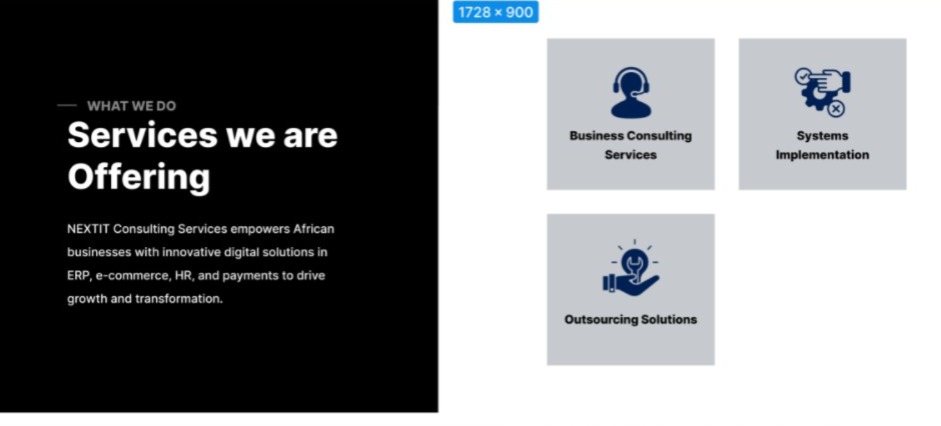 1728 × 900
WHAT WE DO
Services we are
Offering
NEXTIT Consulting Services empowers African
businesses with innovative digital solutions in
ERP, e-commerce, HR, and payments to drive
growth and transformation.
Business Consulting
Services
Systems
Implementation
Outsourcing Solutions